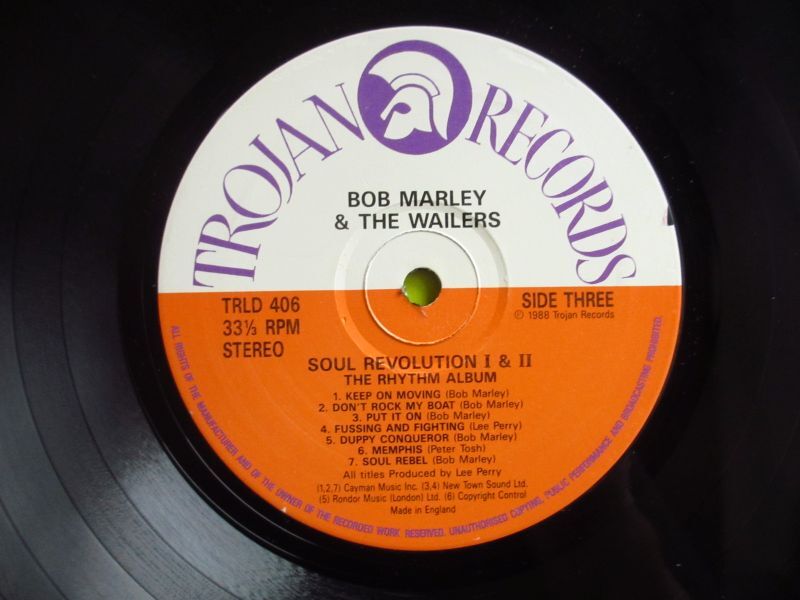 TROJAN RECORDS
BOB MARLEY
& THE WAILERS
TRLD 406
33⅓ RPM
STEREO
SIDE THREE
℗ 1988 Trojan Records
SOUL REVOLUTION I & II
THE RHYTHM ALBUM
1. KEEP ON MOVING (Bob Marley)
2. DON'T ROCK MY BOAT (Bob Marley)
3. PUT IT ON (Bob Marley)
4. FUSSING AND FIGHTING (Lee Perry)
5. DUPPY CONQUEROR (Bob Marley)
6. MEMPHIS (Peter Tosh)
7. SOUL REBEL (Bob Marley)
All titles Produced by Lee Perry
(1,2,7) Cayman Music Inc. (3,4) New Town Sound Ltd.
(5) Rondor Music (London) Ltd. (6) Copyright Control
Made in England
ALL RIGHTS OF THE MANUFACTURER AND OF THE OWNER OF THE RECORDED WORK RESERVED. UNAUTHORISED COPYING, PUBLIC PERFORMANCE AND BROADCASTING PROHIBITED.